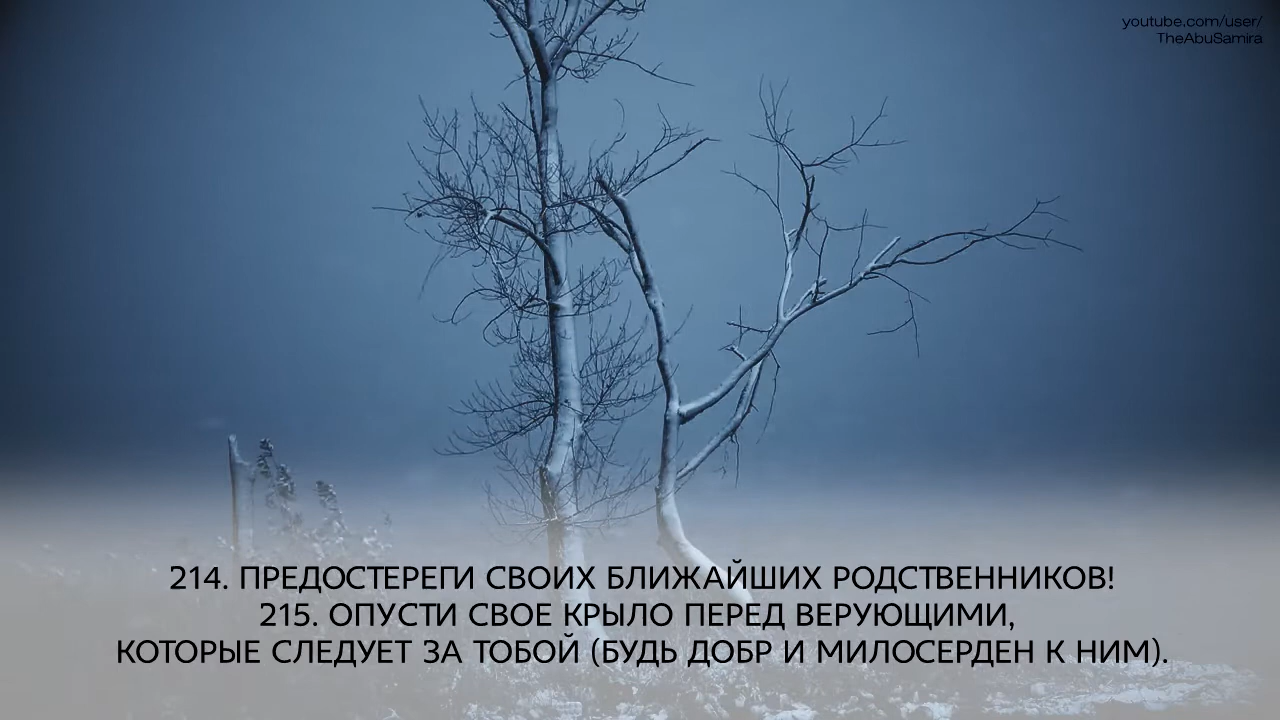 youtube.com/user/
TheAbuSamira
214. ПРЕДОСТЕРЕГИ СВОИХ БЛИЖАЙШИХ РОДСТВЕННИКОВ!
215. ОПУСТИ СВОЕ КРЫЛО ПЕРЕД ВЕРУЮЩИМИ,
КОТОРЫЕ СЛЕДУЕТ ЗА ТОБОЙ (БУДЬ ДОБР И МИЛОСЕРДЕН К НИМ).